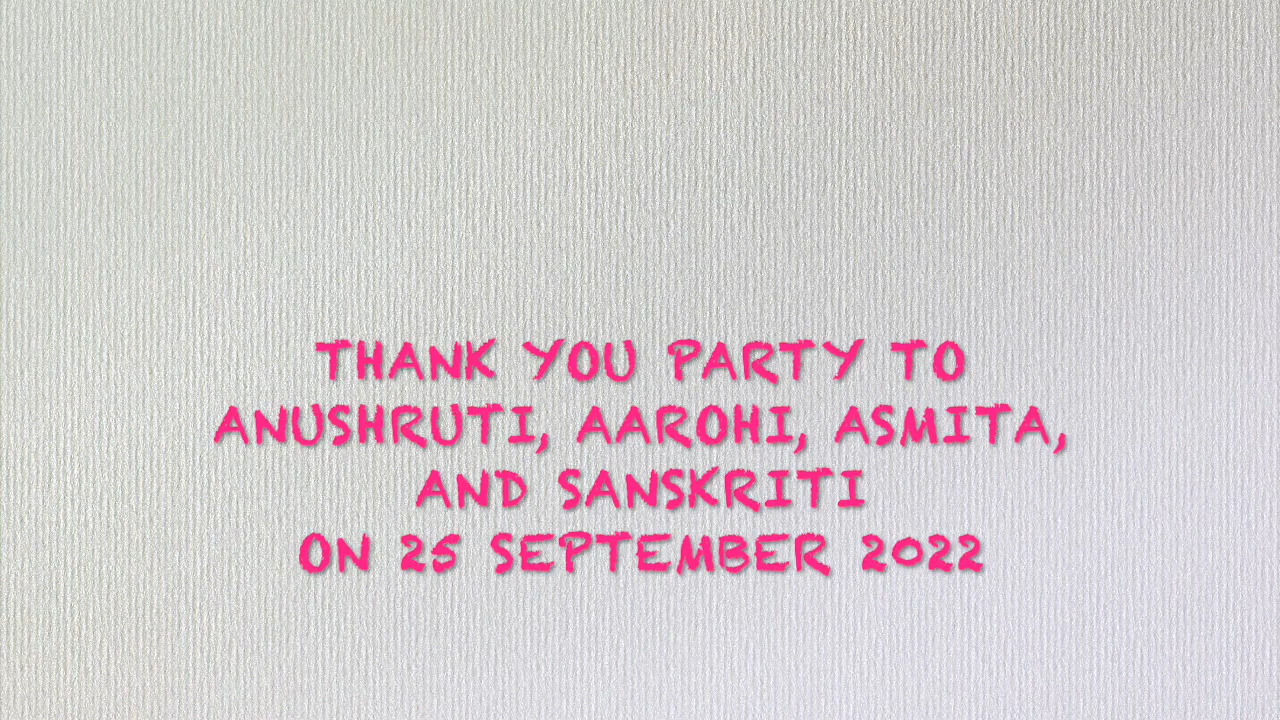 THANK YOU PARTY TO
ANUSHRUTI, AAROHI, ASMITA,
AND SANSKRITI
ON 25 SEPTEMBER 2022